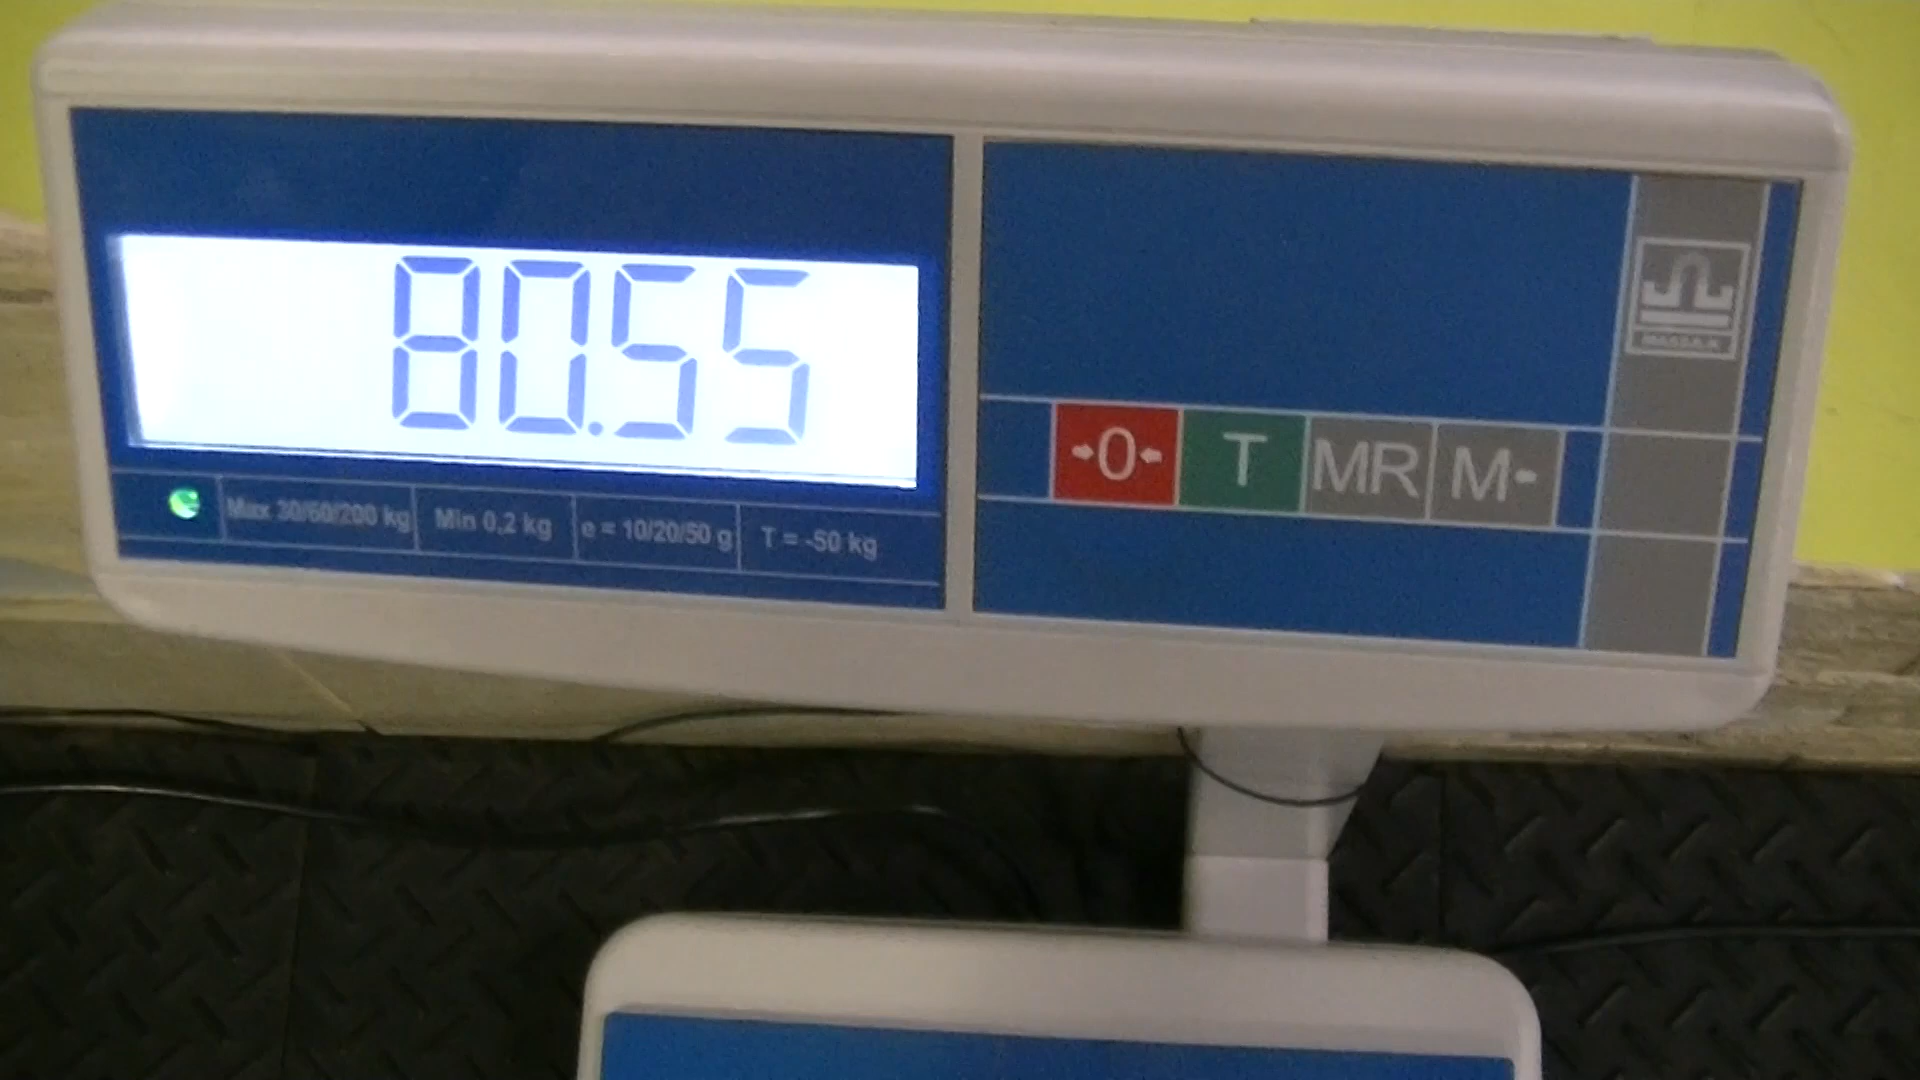 80.55
Max 30/60/200 kg Min 0,2 kg e = 10/20/50 g T = -50 kg
→0← T MR M-